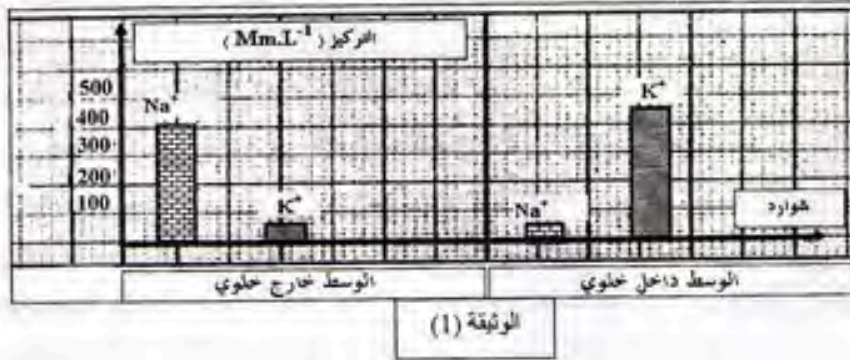 التركيز ( Mm.L⁻¹ )
500
400
300
200
100
Na⁺
K⁺
Na⁺
K⁺
شوارد
الوسط خارج خلوي
الوسط داخل خلوي
الوثيقة (1)